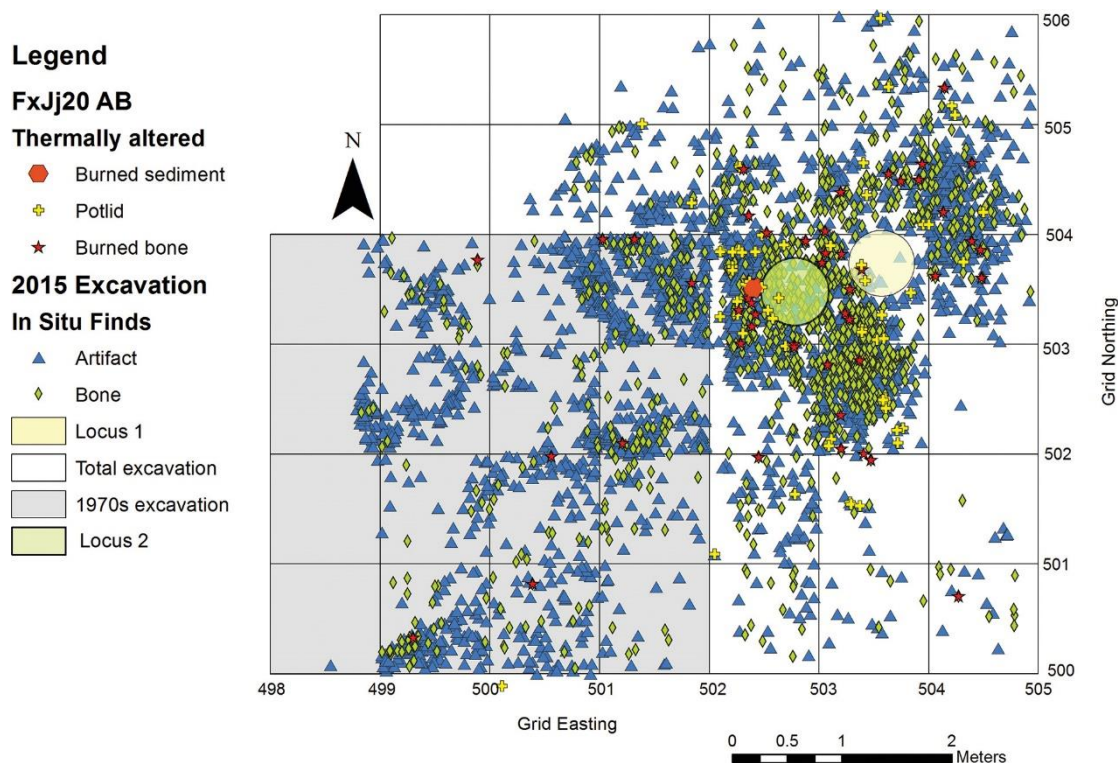 Legend
FxJj20 AB
Thermally altered
Burned sediment
Potlid
Burned bone
2015 Excavation
In Situ Finds
Artifact
Bone
Locus 1
Total excavation
1970s excavation
Locus 2
N
506
505
504
503
502
501
500
Grid Northing
498 499 500 501 502 503 504 505
Grid Easting
0 0.5 1 2
Meters